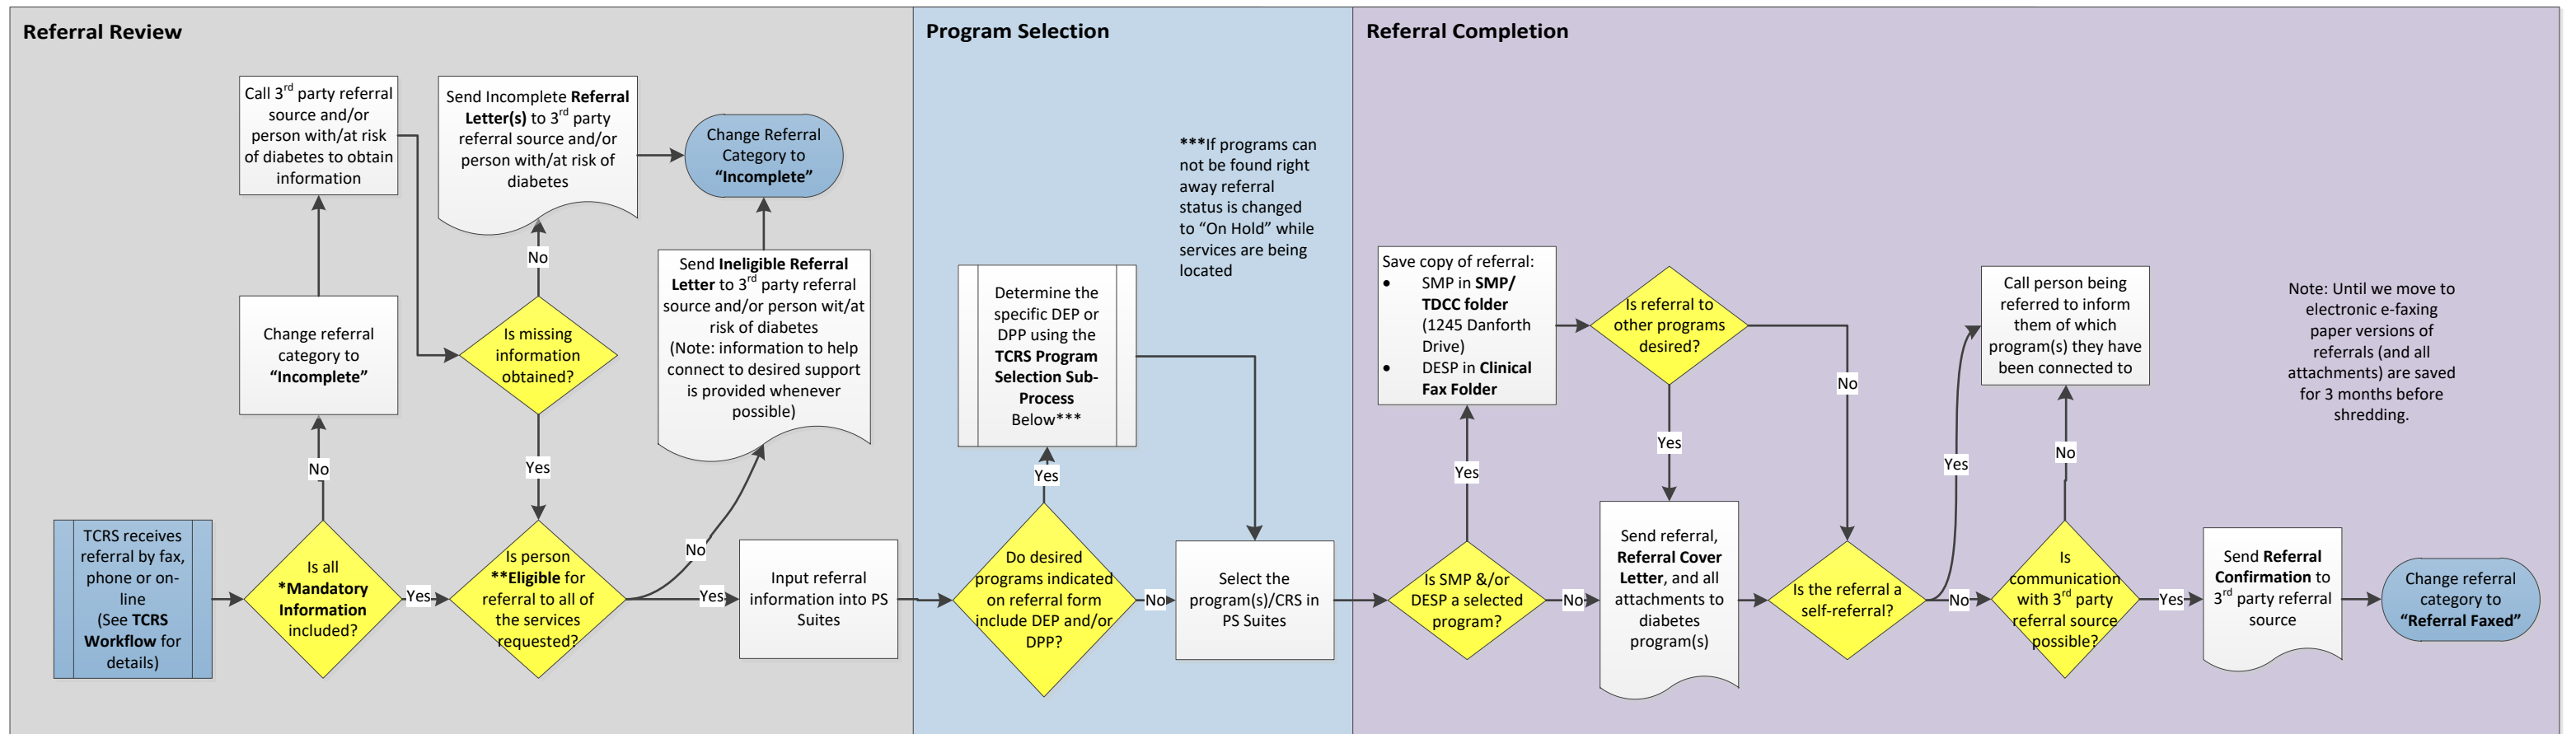 Referral Review
Call 3rd party referral
source and/or
person with/at risk
of diabetes to obtain
information
Send Incomplete Referral
Letter(s) to 3rd party
referral source and/or
person with/at risk of
diabetes
Change Referral
Category to
“Incomplete”
No
Change referral
category to
“Incomplete”
Is missing
information
obtained?
Send Ineligible Referral
Letter to 3rd party referral
source and/or person wit/at
risk of diabetes
(Note: information to help
connect to desired support
is provided whenever
possible)
No
Yes
TCRS receives
referral by fax,
phone or on-
line
(See TCRS
Workflow for
details)
Is all
*Mandatory
Information
included?
Yes
Is person
**Eligible for
referral to all of
the services
requested?
No
Yes
Input referral
information into PS
Suites
Program Selection
***If programs can
not be found right
away referral
status is changed
to “On Hold” while
services are being
located
Determine the
specific DEP or
DPP using the
TCRS Program
Selection Sub-
Process
Below***
Yes
Do desired
programs indicated
on referral form
include DEP and/or
DPP?
No
Select the
program(s)/CRS in
PS Suites
Referral Completion
Save copy of referral:
• SMP in SMP/
TDCC folder
(1245 Danforth
Drive)
• DESP in Clinical
Fax Folder
Is referral to
other programs
desired?
No
Yes
Yes
Is SMP &/or
DESP a selected
program?
No
Send referral,
Referral Cover
Letter, and all
attachments to
diabetes
program(s)
Is the referral a
self-referral?
Yes
No
Call person being
referred to inform
them of which
program(s) they have
been connected to
No
Is
communication
with 3rd party
referral source
possible?
Yes
Send Referral
Confirmation to
3rd party referral
source
Change referral
category to
“Referral Faxed”
Note: Until we move to
electronic e-faxing
paper versions of
referrals (and all
attachments) are saved
for 3 months before
shredding.